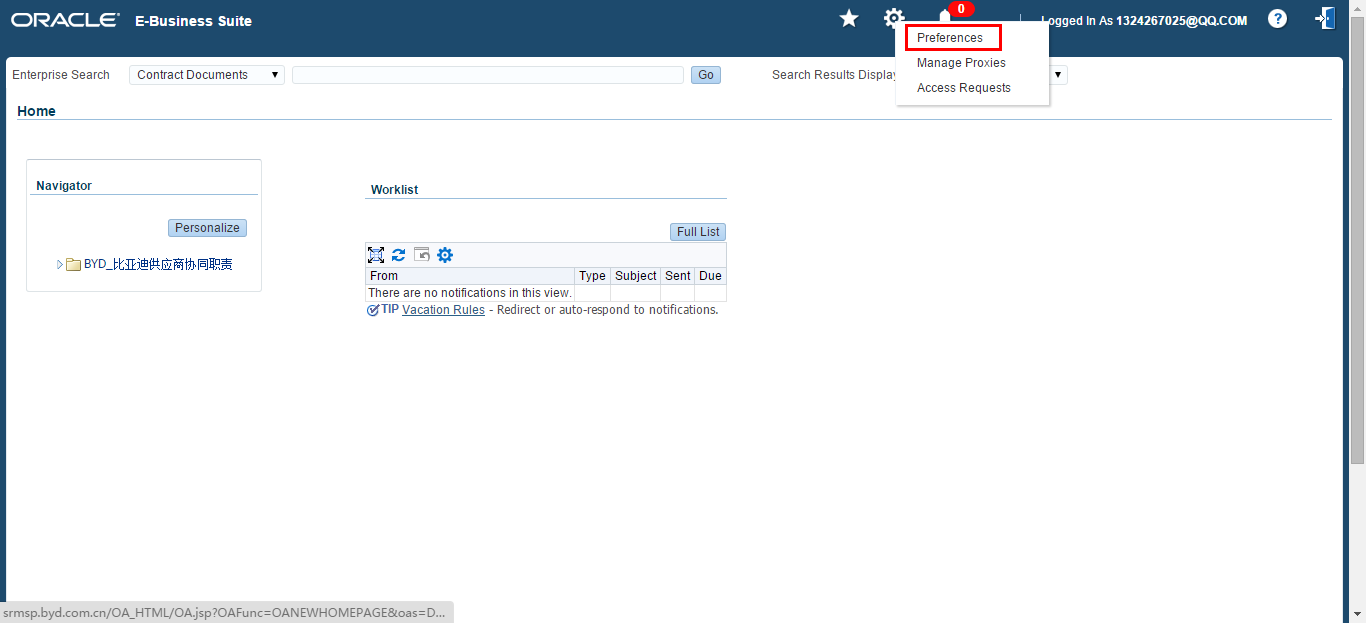 ORACLE® E-Business Suite
0
Logged In As 1324267025@QQ.COM
Preferences
Manage Proxies
Access Requests
Enterprise Search Contract Documents Go Search Results Display
Home
Navigator
Personalize
BYD_比亚迪供应商协同职责
Worklist
Full List
From Type Subject Sent Due
There are no notifications in this view.
TIP Vacation Rules - Redirect or auto-respond to notifications.
srmsp.byd.com.cn/OA_HTML/OA.jsp?OAFunc=OANEWHOMEPAGE&oas=D...